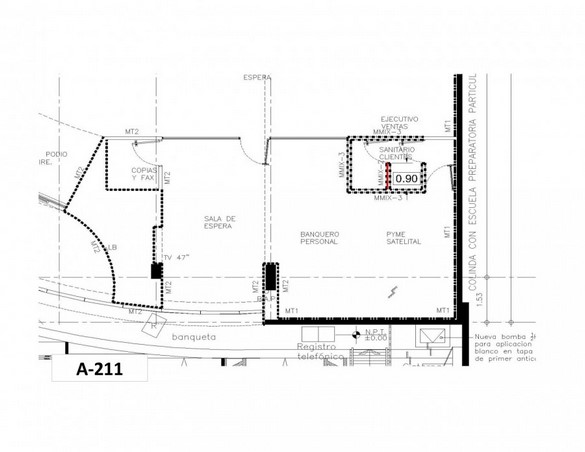 ESPERA
EJECUTIVO
VENTAS
MMIX-3
MT2
MT1
PODIO
IRE.
SANITARIO
CLIENTES
MMIX-3
MMIX-3
0.90
MT2
COPIAS
Y FAX
MT2
MMIX-3
COLINDA CON ESCUELA PREPARATORIA PARTICUL
SALA DE
ESPERA
BANQUERO
PERSONAL
PYME
SATELITAL
MT1
MT2
LB
TV 47"
MT2
MT2
B.A.P.
MT2
MT1
MT1
1.53
banqueta
Registro
telefónico
N.P.T.
±0.00
Nueva bomba
para aplicacion
blanco en tapa
de primer antic
A-211